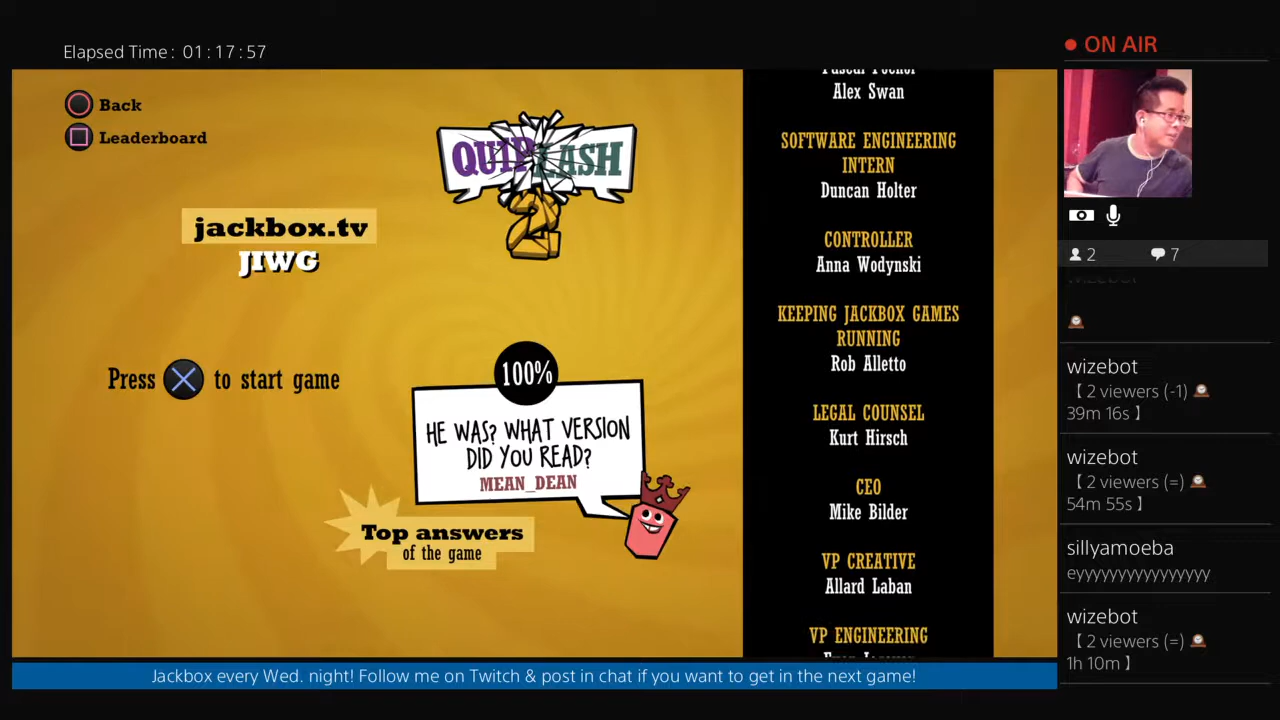 Elapsed Time: 01:17:57
ON AIR
Back
Leaderboard
QUIPLASH
2
jackbox.tv
JIWG
Press
to start game
100%
HE WAS? WHAT VERSION
DID YOU READ?
MEAN_DEAN
Top answers
of the game
Alex Swan
SOFTWARE ENGINEERING
INTERN
Duncan Holter
CONTROLLER
Anna Wodynski
KEEPING JACKBOX GAMES
RUNNING
Rob Alletto
LEGAL COUNSEL
Kurt Hirsch
CEO
Mike Bilder
VP CREATIVE
Allard Laban
VP ENGINEERING
2
7
wizebot
wizebot
【 2 viewers (-1)
39m 16s 】
wizebot
【 2 viewers (=)
54m 55s 】
sillyamoeba
eyyyyyyyyyyyyyyyy
wizebot
【 2 viewers (=)
1h 10m 】
Jackbox every Wed. night! Follow me on Twitch & post in chat if you want to get in the next game!